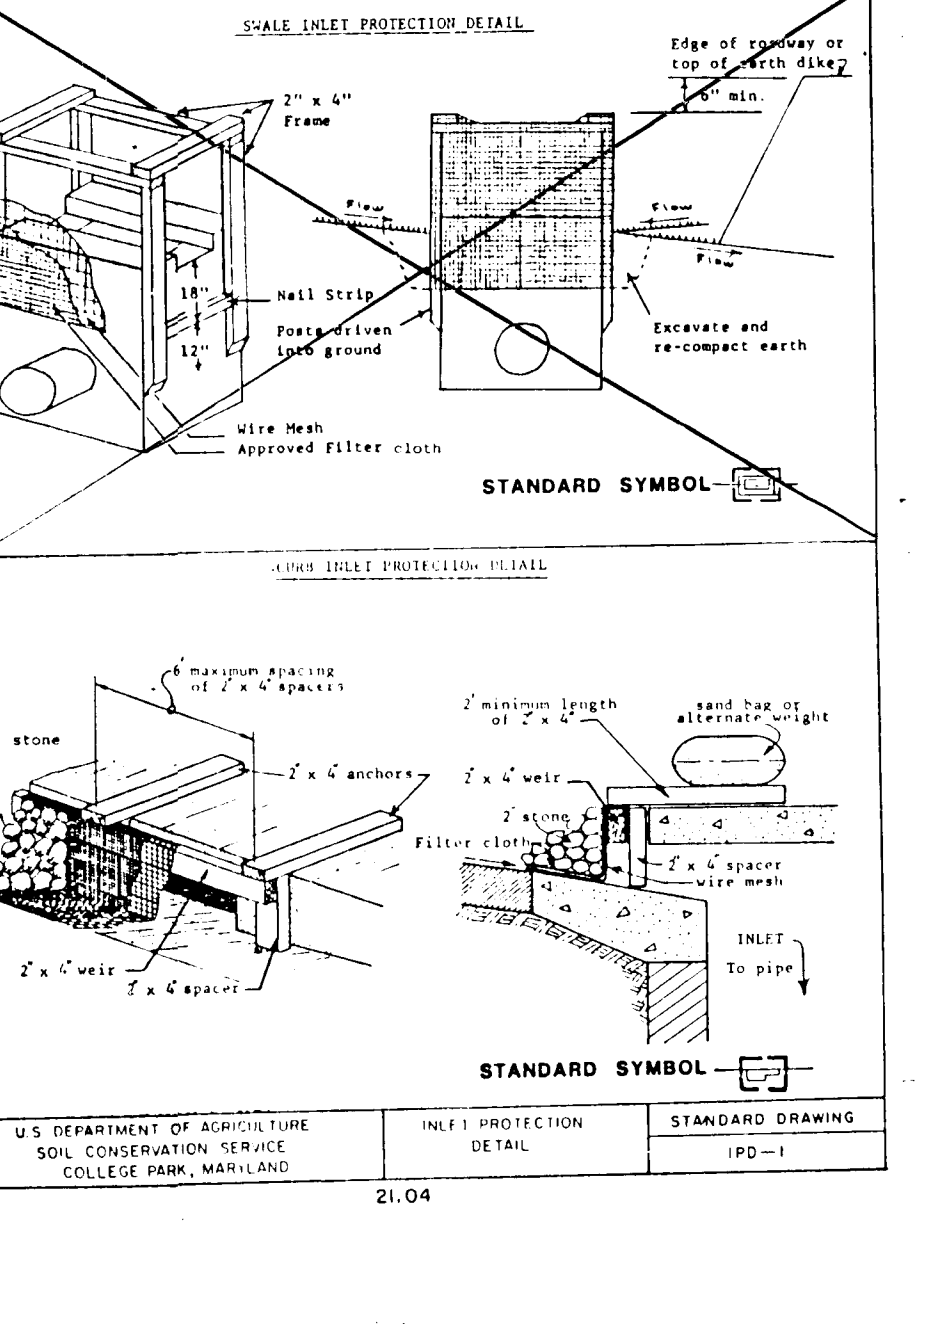 SWALE INLET PROTECTION DETAIL
Edge of roadway or
top of earth dike
6" min.
2" x 4"
Frame
Flow
Flow
Flow
18"
12"
Nail Strip
Posts driven
into ground
Excavate and
re-compact earth
Wire Mesh
Approved Filter cloth
STANDARD SYMBOL
CURB INLET PROTECTION DETAIL
6' maximum spacing
of 2" x 4" spacers
stone
2" x 4" anchors
2" x 4" weir
2" x 4" spacer
2' minimum length
of 2" x 4"
sand bag or
alternate weight
2" x 4" weir
2" stone
Filter cloth
2" x 4" spacer
wire mesh
INLET
To pipe
STANDARD SYMBOL
U.S DEPARTMENT OF AGRICULTURE
SOIL CONSERVATION SERVICE
COLLEGE PARK, MARYLAND
INLET PROTECTION
DETAIL
STANDARD DRAWING
IPD-1
21.04